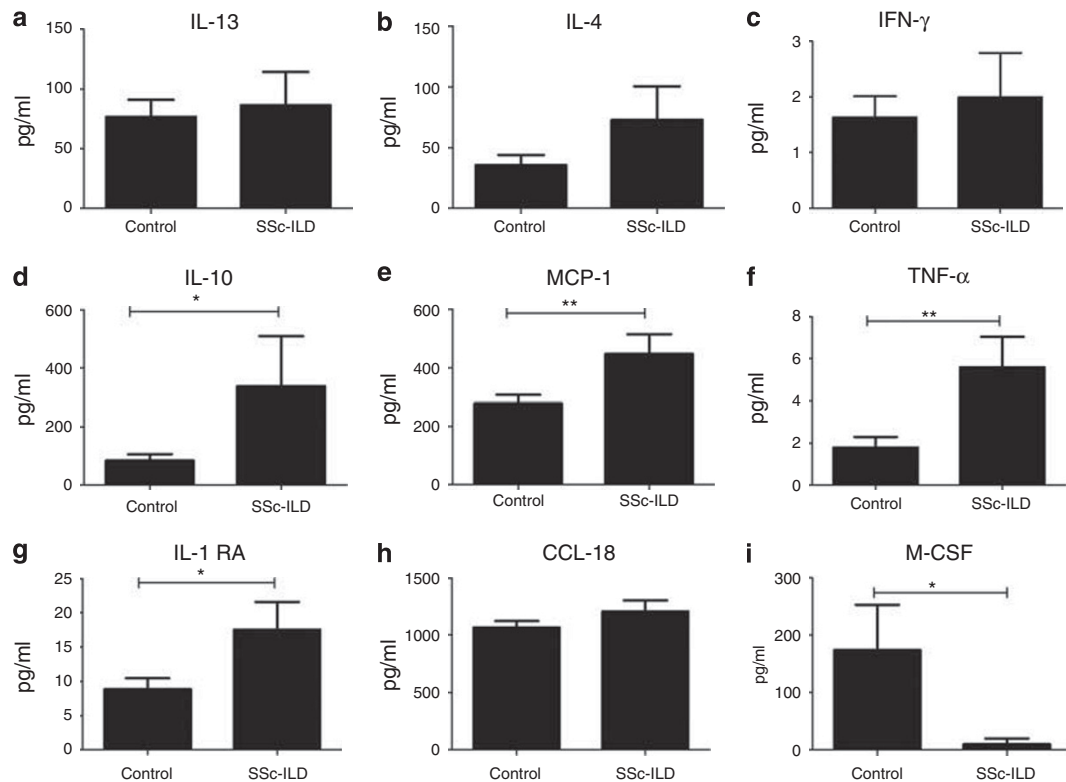 a IL-13
150
100
50
0
pg/ml
Control SSc-ILD
b IL-4
150
100
50
0
pg/ml
Control SSc-ILD
c IFN-γ
3
2
1
0
pg/ml
Control SSc-ILD
d IL-10
*
600
400
200
0
pg/ml
Control SSc-ILD
e MCP-1
**
600
400
200
0
pg/ml
Control SSc-ILD
f TNF-α
**
8
6
4
2
0
pg/ml
Control SSc-ILD
g IL-1 RA
*
25
20
15
10
5
0
pg/ml
Control SSc-ILD
h CCL-18
1500
1000
500
0
pg/ml
Control SSc-ILD
i M-CSF
*
300
200
100
0
pg/ml
Control SSc-ILD